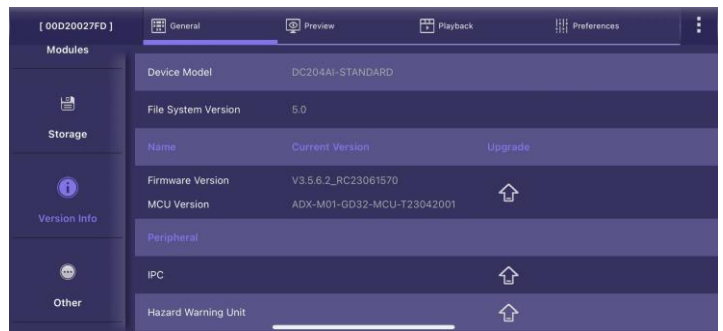 [ 00D20027FD ]
General
Preview
Playback
Preferences
Modules
Storage
Version Info
Other
Device Model DC204AI-STANDARD
File System Version 5.0
Name Current Version Upgrade
Firmware Version V3.5.6.2_RC23061570
MCU Version ADX-M01-GD32-MCU-T23042001
Peripheral
IPC
Hazard Warning Unit